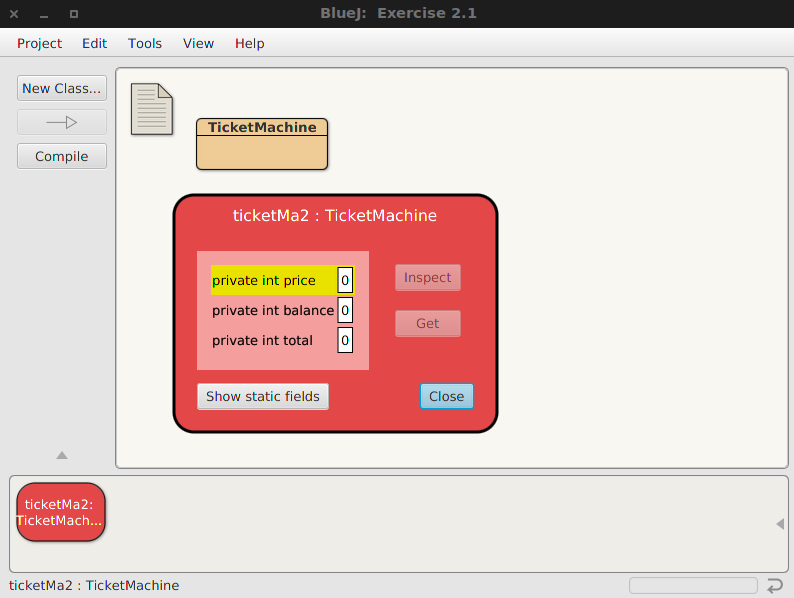 BlueJ: Exercise 2.1
Project Edit Tools View Help
New Class...
Compile
TicketMachine
ticketMa2 : TicketMachine
private int price 0
private int balance 0
private int total 0
Inspect
Get
Show static fields
Close
ticketMa2:
TicketMach...
ticketMa2 : TicketMachine